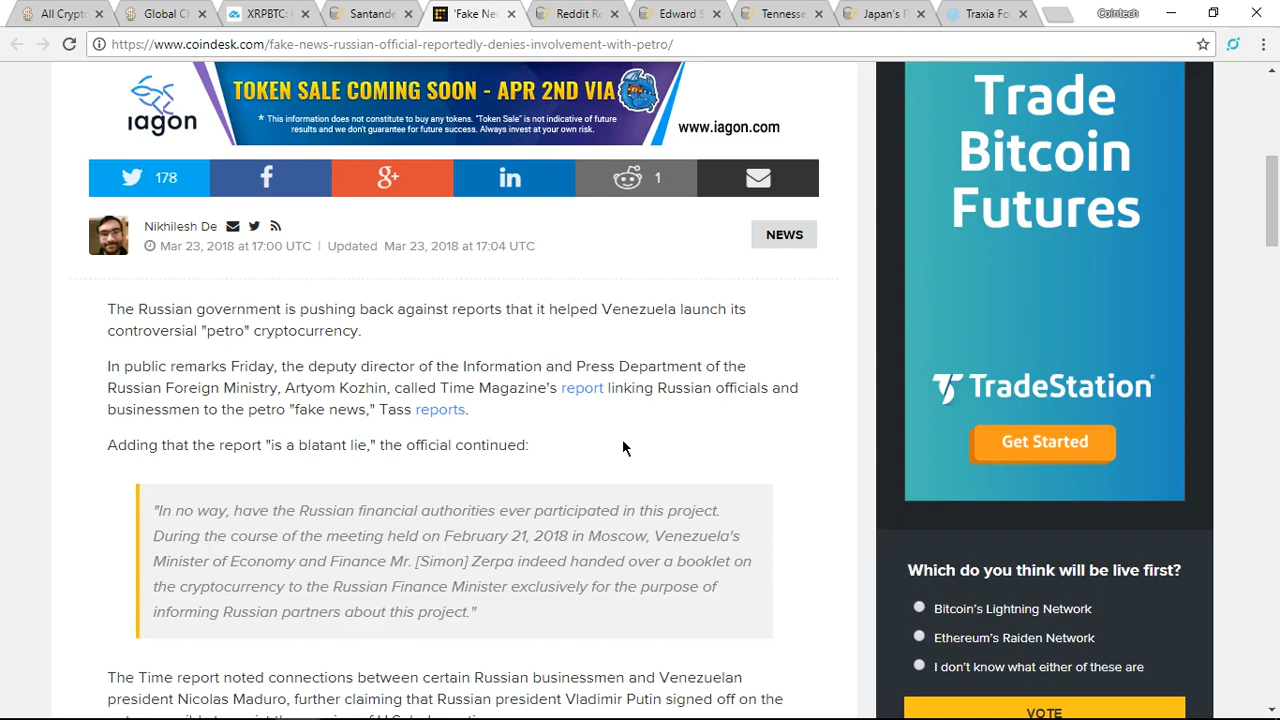 All Crypt
Global C
XRPBTC:
Santande
'Fake Ne
Reddit Re
Edward
Tennesse
Japan's I
Traxia Fo
Cointech
https://www.coindesk.com/fake-news-russian-official-reportedly-denies-involvement-with-petro/
iagon
TOKEN SALE COMING SOON - APR 2ND VIA
* This information does not constitute to buy any tokens. "Token Sale" is not indicative of future
results and we don't guarantee for future success. Always invest at your own risk.
www.iagon.com
178
1
Nikhilesh De
Mar 23, 2018 at 17:00 UTC | Updated Mar 23, 2018 at 17:04 UTC
NEWS
The Russian government is pushing back against reports that it helped Venezuela launch its
controversial "petro" cryptocurrency.
In public remarks Friday, the deputy director of the Information and Press Department of the
Russian Foreign Ministry, Artyom Kozhin, called Time Magazine's report linking Russian officials and
businessmen to the petro "fake news," Tass reports.
Adding that the report "is a blatant lie," the official continued:
"In no way, have the Russian financial authorities ever participated in this project.
During the course of the meeting held on February 21, 2018 in Moscow, Venezuela's
Minister of Economy and Finance Mr. [Simon] Zerpa indeed handed over a booklet on
the cryptocurrency to the Russian Finance Minister exclusively for the purpose of
informing Russian partners about this project."
The Time report noted connections between certain Russian businessmen and Venezuelan
president Nicolas Maduro, further claiming that Russian president Vladimir Putin signed off on the
Trade
Bitcoin
Futures
TradeStation
Get Started
Which do you think will be live first?
Bitcoin's Lightning Network
Ethereum's Raiden Network
I don't know what either of these are
VOTE